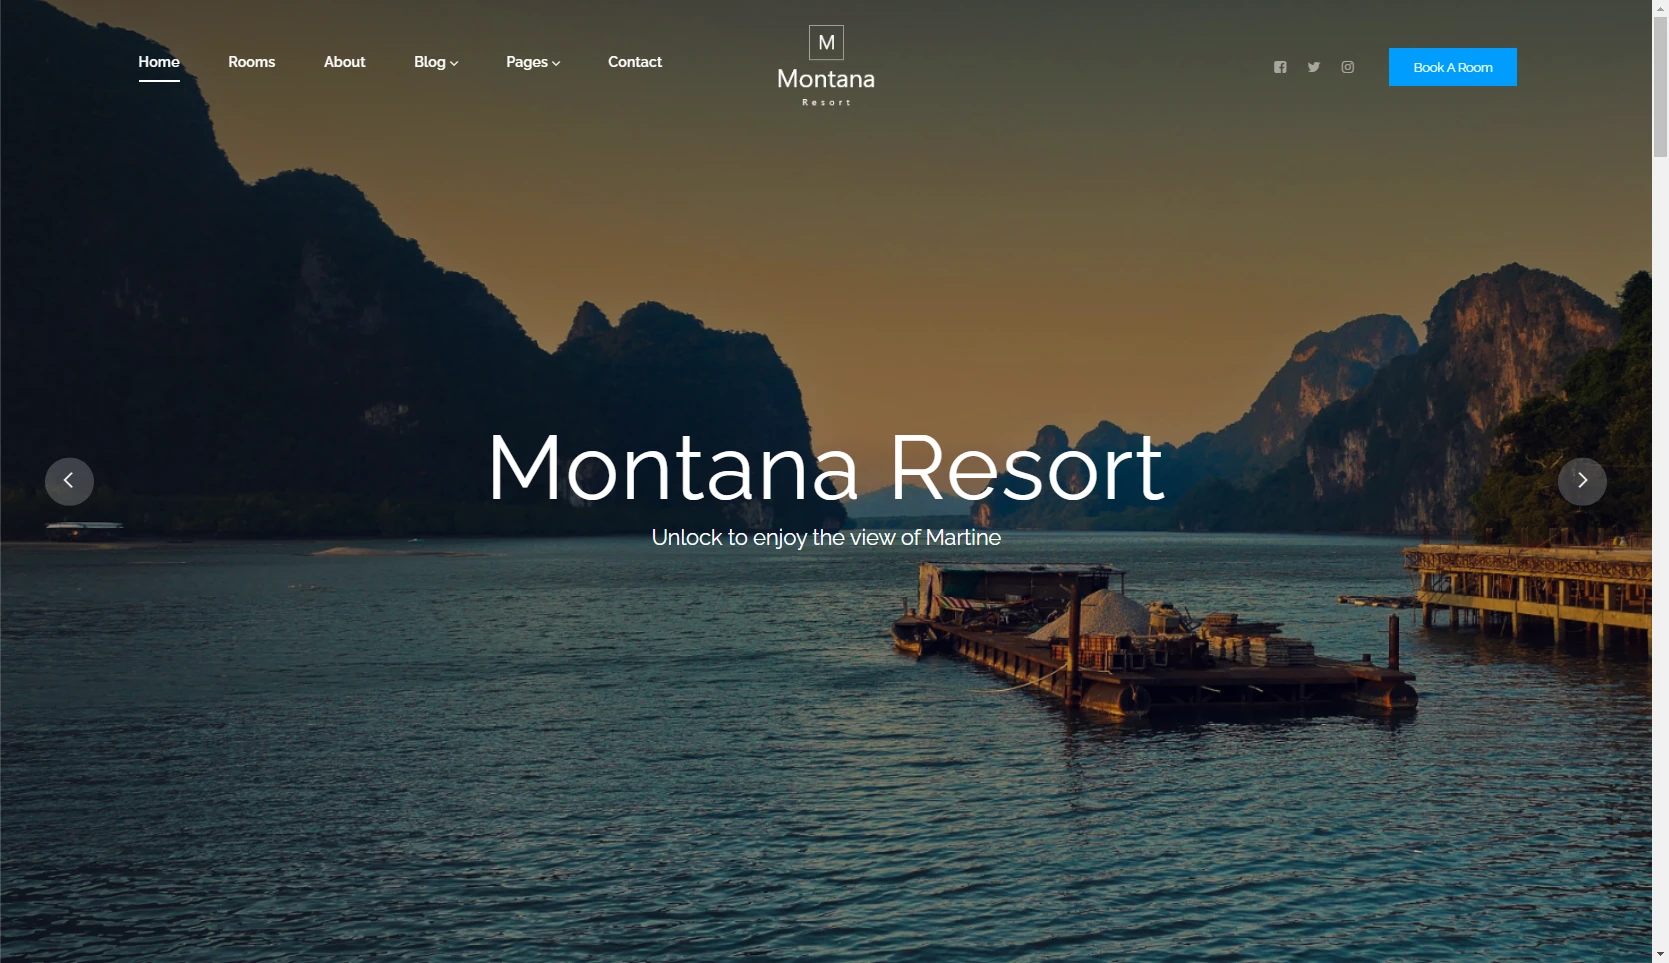 Home
Rooms
About
Blog
Pages
Contact
M
Montana
Resort
Book A Room
Montana Resort
Unlock to enjoy the view of Martine